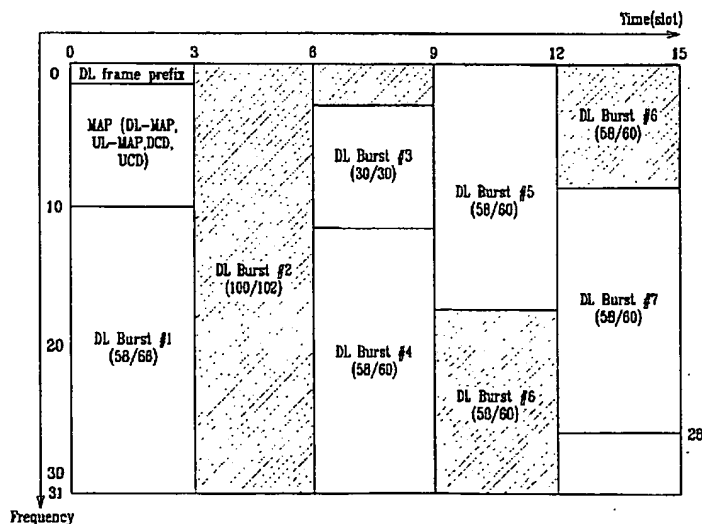 Time(slot)
0 3 6 9 12 15
0
DL frame prefix
MAP (DL-MAP,
UL-MAP,DCD,
UCD)
10
DL Burst #1
(58/66)
20
30
31
Frequency
DL Burst #2
(100/102)
DL Burst #3
(30/30)
DL Burst #4
(58/60)
DL Burst #5
(58/60)
DL Burst #6
(58/60)
DL Burst #6
(58/60)
DL Burst #7
(58/60)
26